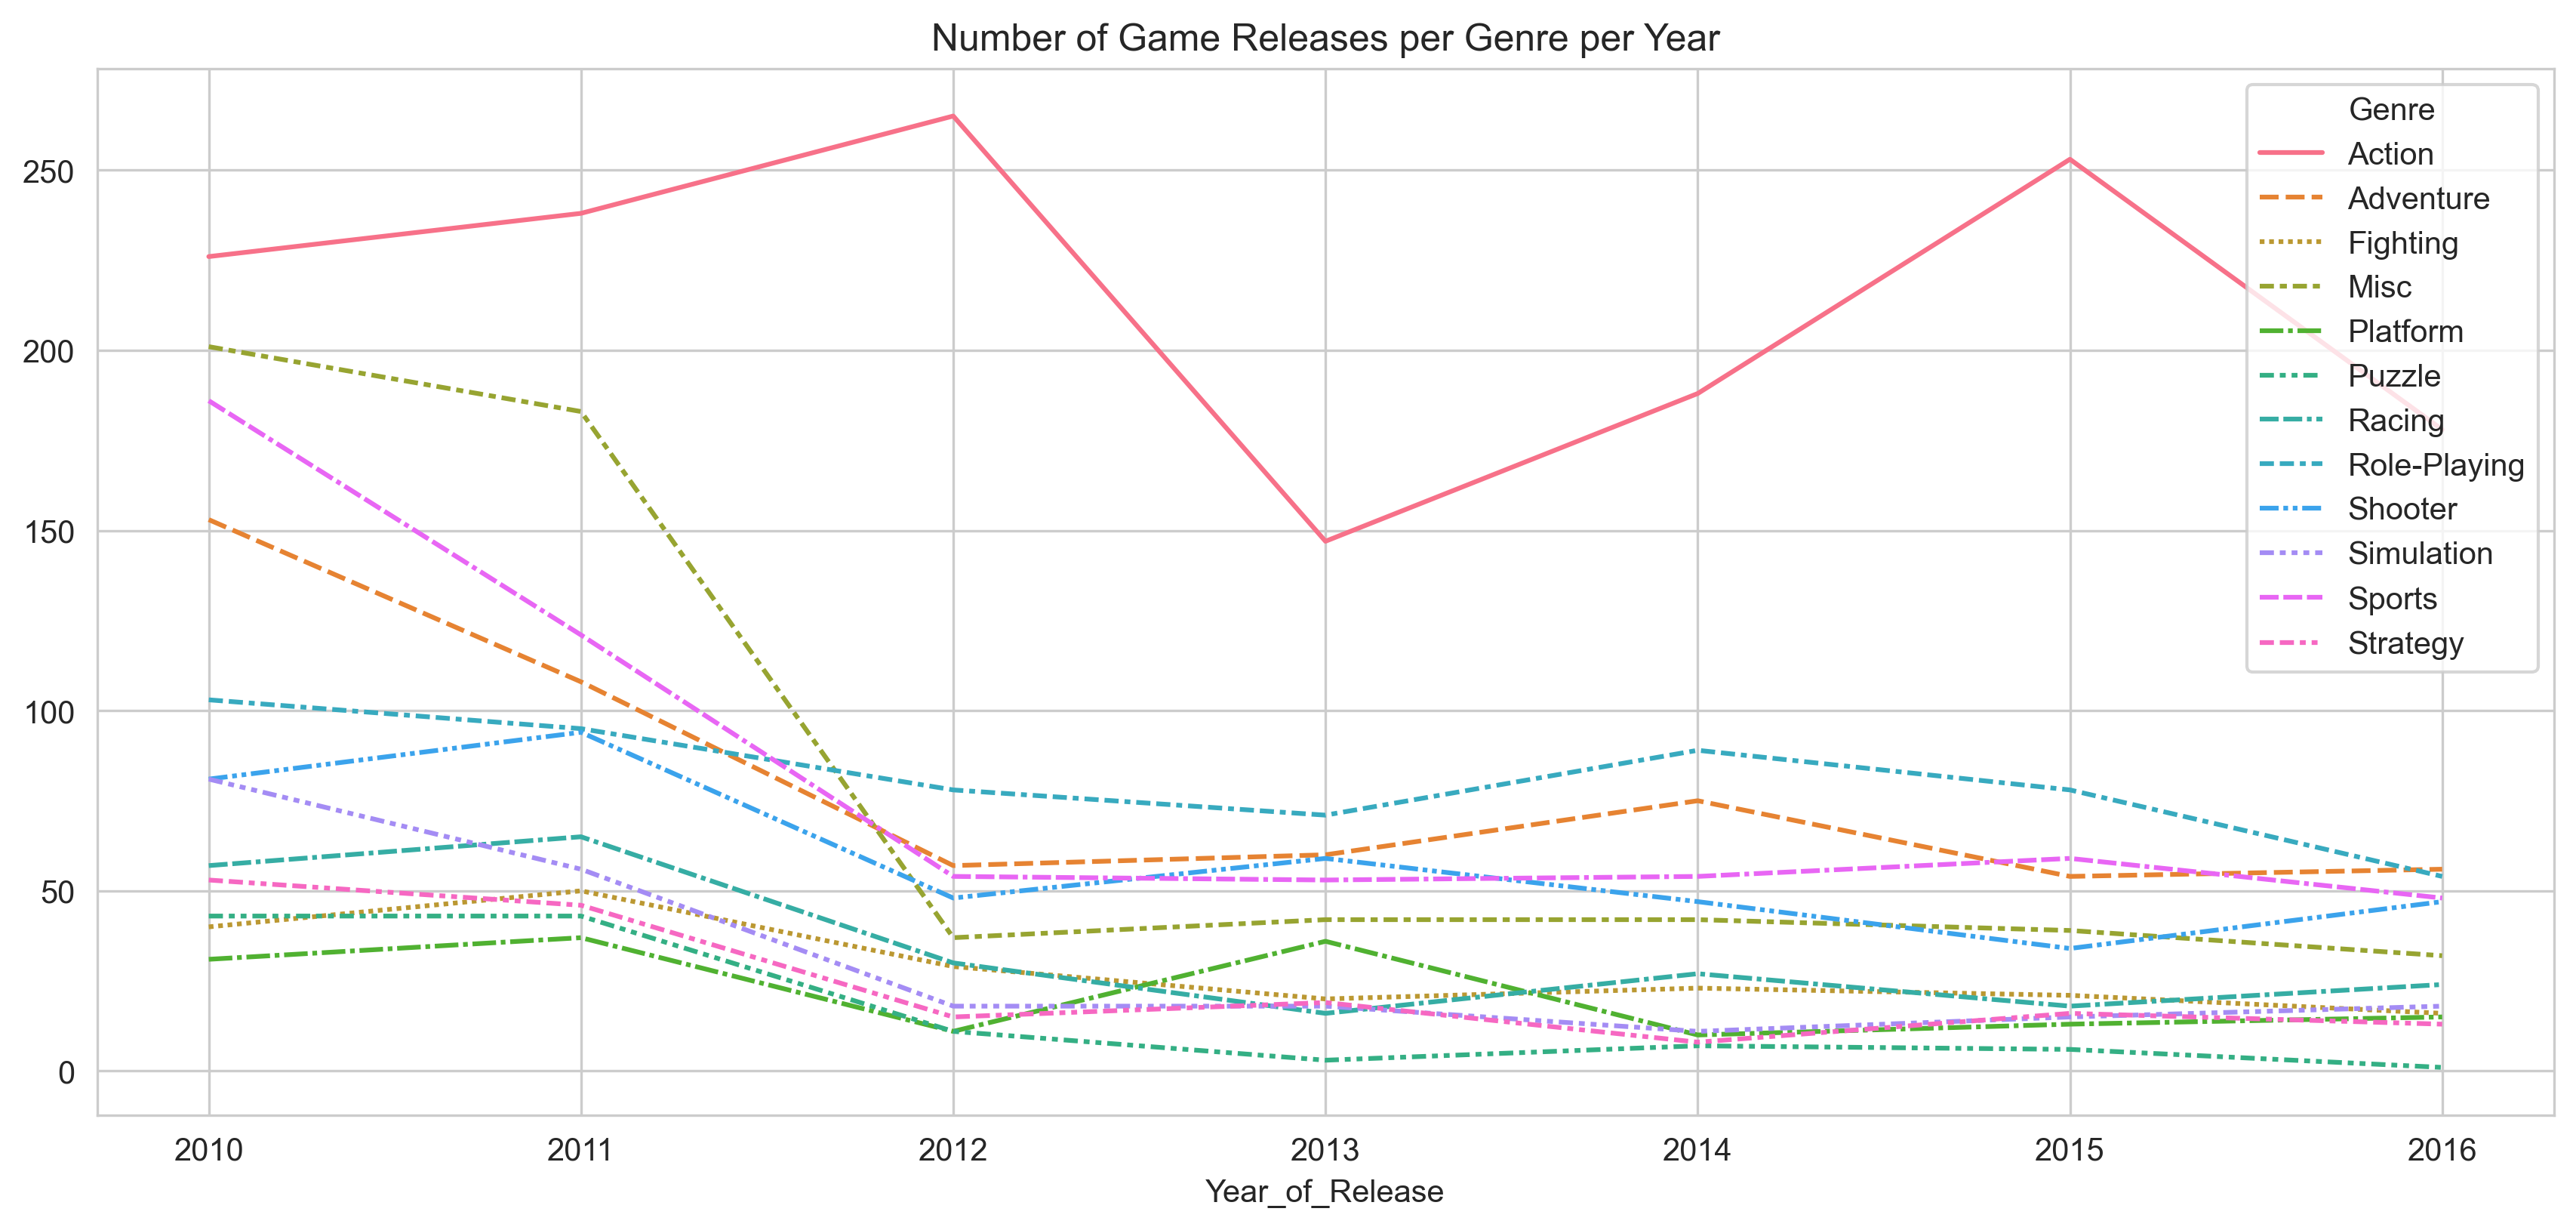 Number of Game Releases per Genre per Year
250
200
150
100
50
0
2010 2011 2012 2013 2014 2015 2016
Year_of_Release
Genre
Action
Adventure
Fighting
Misc
Platform
Puzzle
Racing
Role-Playing
Shooter
Simulation
Sports
Strategy